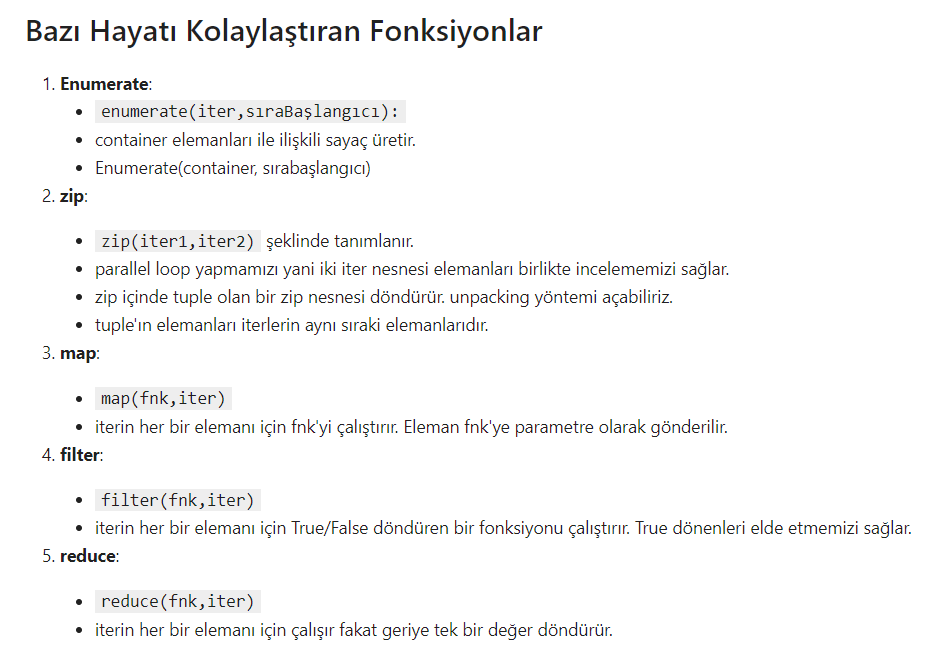 Bazı Hayatı Kolaylaştıran Fonksiyonlar
1. Enumerate:
• enumerate(iter,sıraBaşlangıcı):
• container elemanları ile ilişkili sayaç üretir.
• Enumerate(container, sırabaşlangıcı)
2. zip:
• zip(iter1,iter2) şeklinde tanımlanır.
• parallel loop yapmamızı yani iki iter nesnesi elemanları birlikte incelememizi sağlar.
• zip içinde tuple olan bir zip nesnesi döndürür. unpacking yöntemi açabiliriz.
• tuple'ın elemanları iterlerin aynı sıraki elemanlarıdır.
3. map:
• map(fnk,iter)
• iterin her bir elemanı için fnk'yi çalıştırır. Eleman fnk'ye parametre olarak gönderilir.
4. filter:
• filter(fnk,iter)
• iterin her bir elemanı için True/False döndüren bir fonksiyonu çalıştırır. True dönenleri elde etmemizi sağlar.
5. reduce:
• reduce(fnk,iter)
• iterin her bir elemanı için çalışır fakat geriye tek bir değer döndürür.